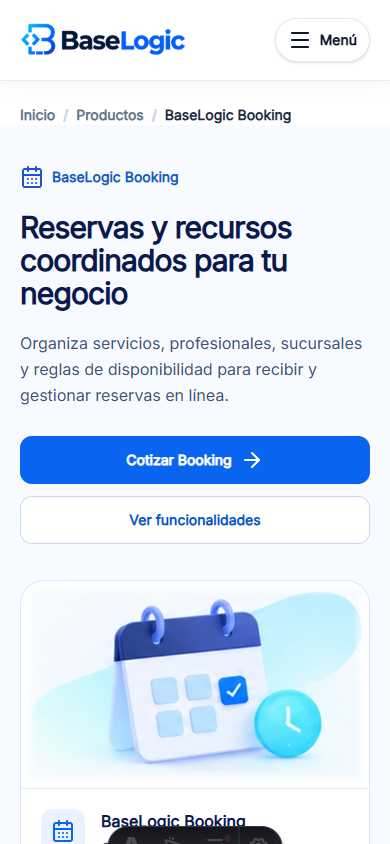 BaseLogic
Menú
Inicio / Productos / BaseLogic Booking
BaseLogic Booking
Reservas y recursos
coordinados para tu
negocio
Organiza servicios, profesionales, sucursales
y reglas de disponibilidad para recibir y
gestionar reservas en línea.
Cotizar Booking
Ver funcionalidades
BaseLogic Booking